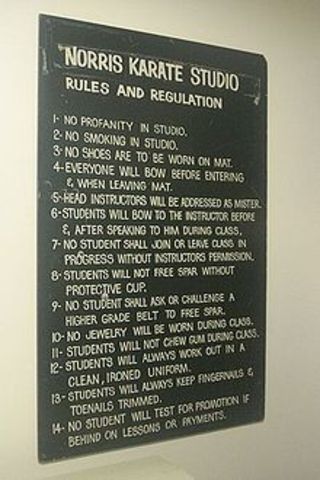 NORRIS KARATE STUDIO
RULES AND REGULATION
1- NO PROFANITY IN STUDIO.
2- NO SMOKING IN STUDIO.
3- NO SHOES ARE TO BE WORN ON MAT.
4- EVERYONE WILL BOW BEFORE ENTERING
&, WHEN LEAVING MAT.
5- HEAD INSTRUCTORS WILL BE ADDRESSED AS MISTER.
6- STUDENTS WILL BOW TO THE INSTRUCTOR BEFORE
&, AFTER SPEAKING TO HIM DURING CLASS,
7- NO STUDENT SHALL JOIN OR LEAVE CLASS IN
PROGRESS WITHOUT INSTRUCTORS PERMISSION.
8- STUDENTS WILL NOT FREE SPAR WITHOUT
PROTECTIVE CUP.
9- NO STUDENT SHALL ASK OR CHALLENGE A
HIGHER GRADE BELT TO FREE SPAR.
10- NO JEWELRY WILL BE WORN DURING CLASS.
11- STUDENTS WILL NOT CHEW GUM DURING CLASS.
12- STUDENTS WILL ALWAYS WORK OUT IN A
CLEAN, IRONED UNIFORM.
13- STUDENTS WILL ALWAYS KEEP FINGERNAILS &
TOENAILS TRIMMED.
14- NO STUDENT WILL TEST FOR PROMOTION IF
BEHIND ON LESSONS OR PAYMENTS.